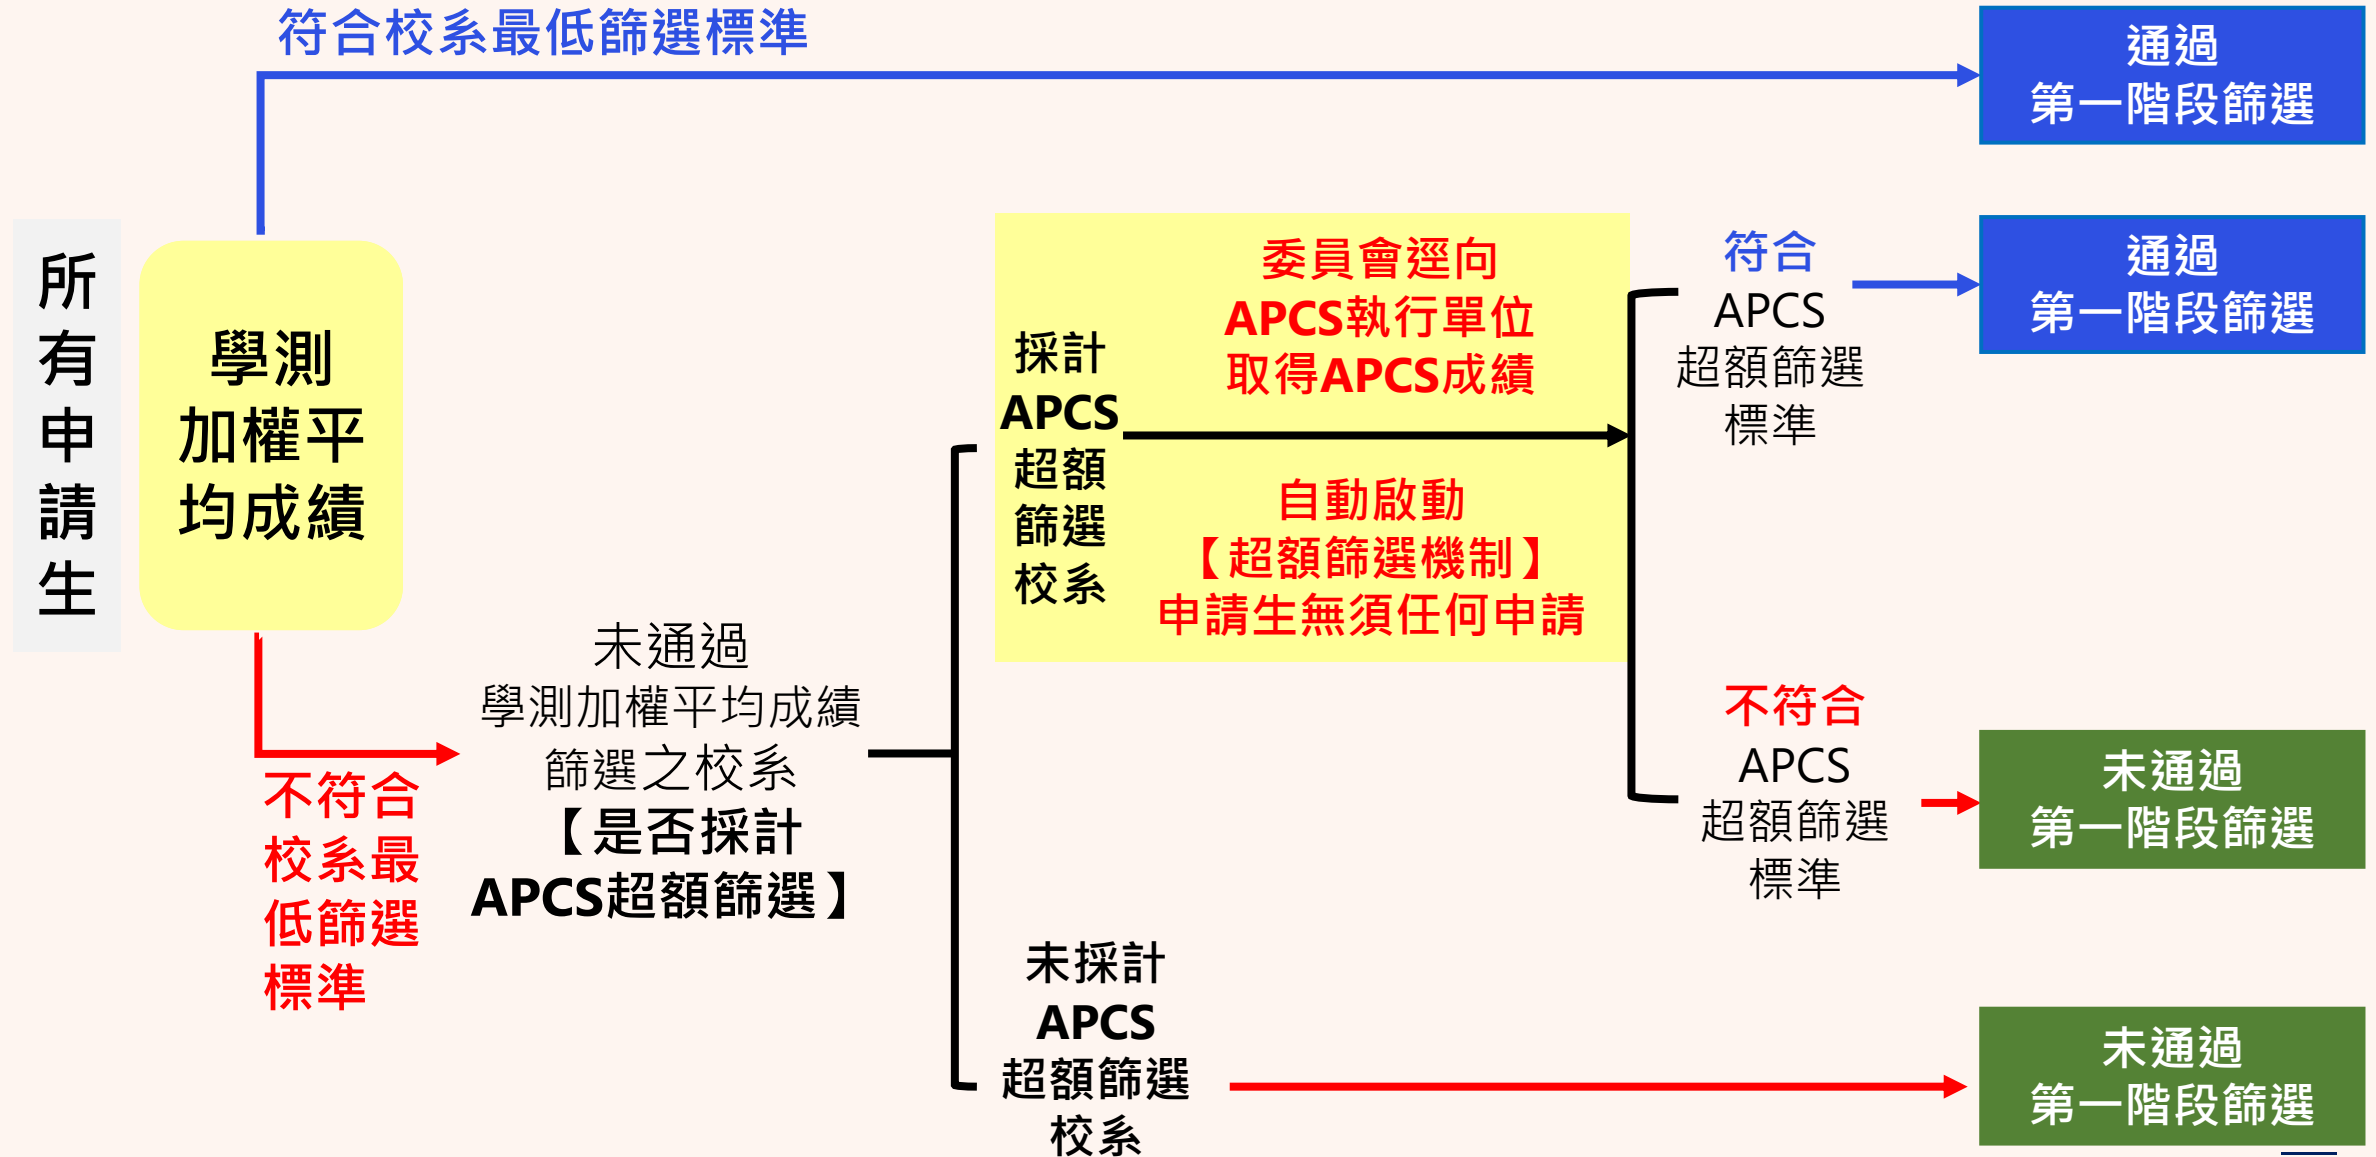 符合校系最低篩選標準
通過
第一階段篩選
所
有
申
請
生
學測
加權平
均成績
不符合
校系最
低篩選
標準
未通過
學測加權平均成績
篩選之校系
【是否採計
APCS超額篩選】
採計
APCS
超額
篩選
校系
委員會逕向
APCS執行單位
取得APCS成績
自動啟動
【超額篩選機制】
申請生無須任何申請
符合
APCS
超額篩選
標準
通過
第一階段篩選
不符合
APCS
超額篩選
標準
未通過
第一階段篩選
未採計
APCS
超額篩選
校系
未通過
第一階段篩選